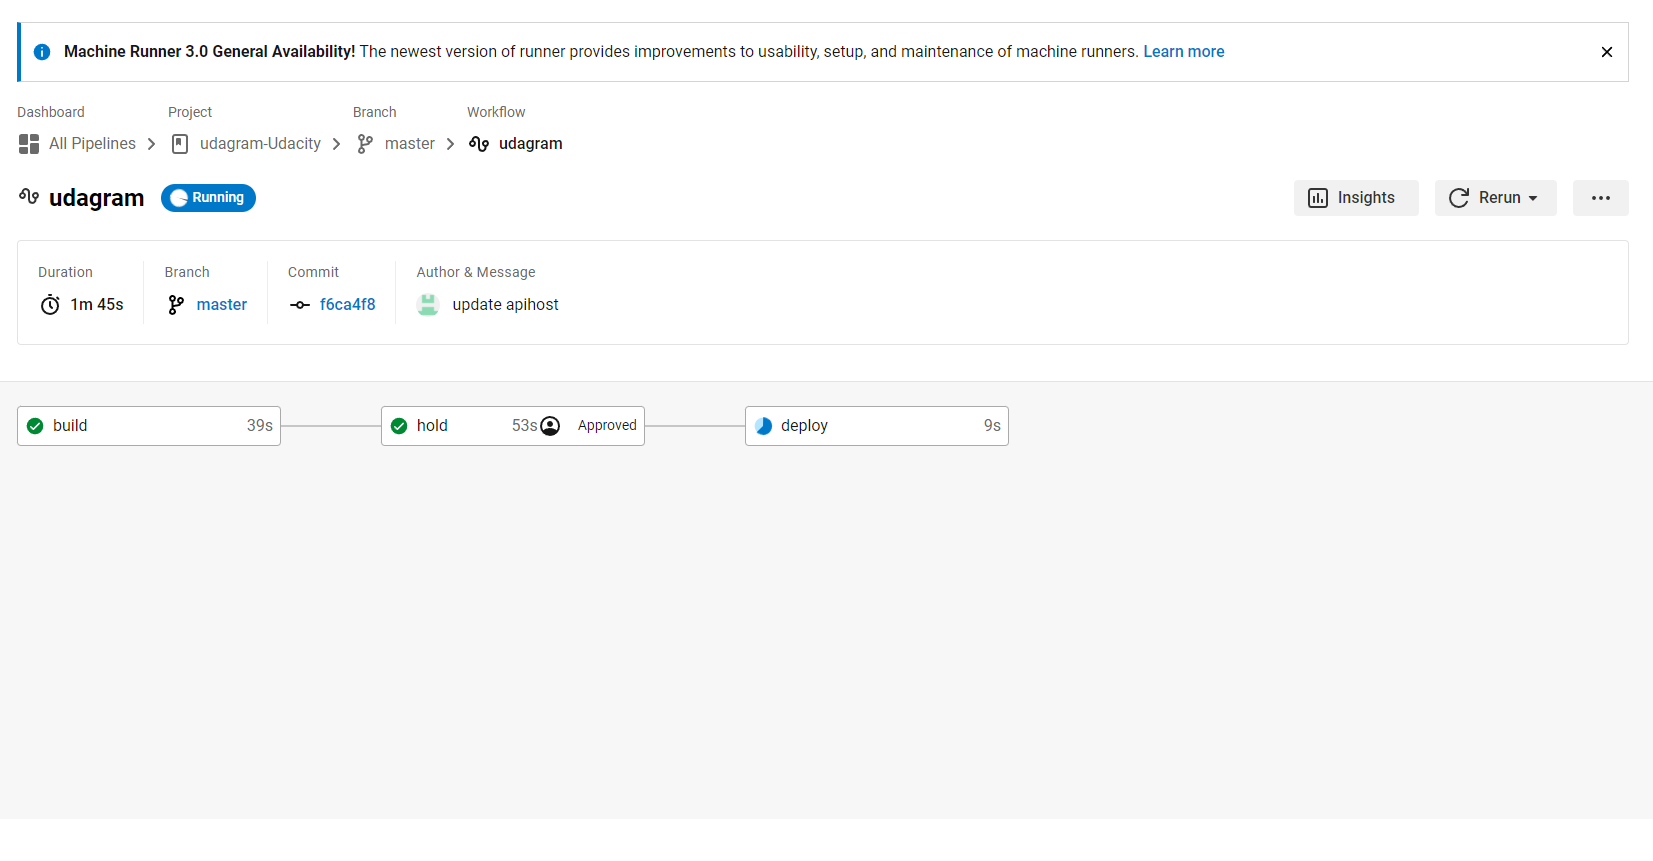 Machine Runner 3.0 General Availability! The newest version of runner provides improvements to usability, setup, and maintenance of machine runners. Learn more
Dashboard Project Branch Workflow
All Pipelines udagram-Udacity master udagram
udagram Running Insights Rerun
Duration Branch Commit Author & Message
1m 45s master f6ca4f8 update apihost
build 39s hold 53s Approved deploy 9s